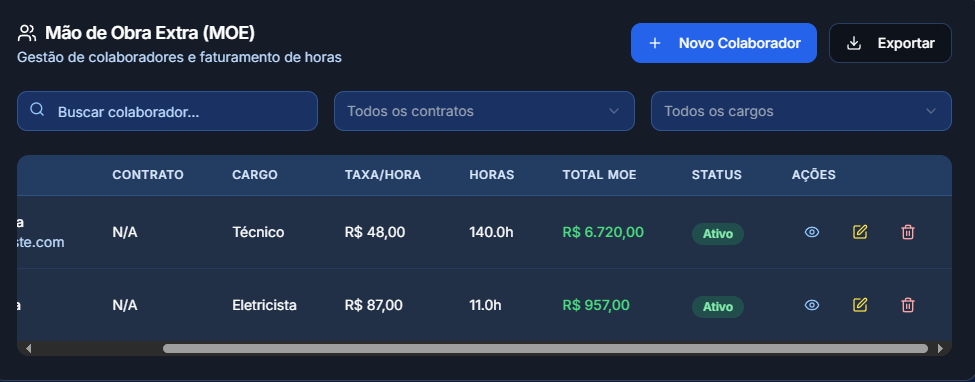 Mão de Obra Extra (MOE)
Gestão de colaboradores e faturamento de horas
Novo Colaborador
Exportar
Buscar colaborador...
Todos os contratos
Todos os cargos
CONTRATO CARGO TAXA/HORA HORAS TOTAL MOE STATUS AÇÕES
a
ste.com
N/A Técnico R$ 48,00 140.0h R$ 6.720,00 Ativo
a N/A Eletricista R$ 87,00 11.0h R$ 957,00 Ativo